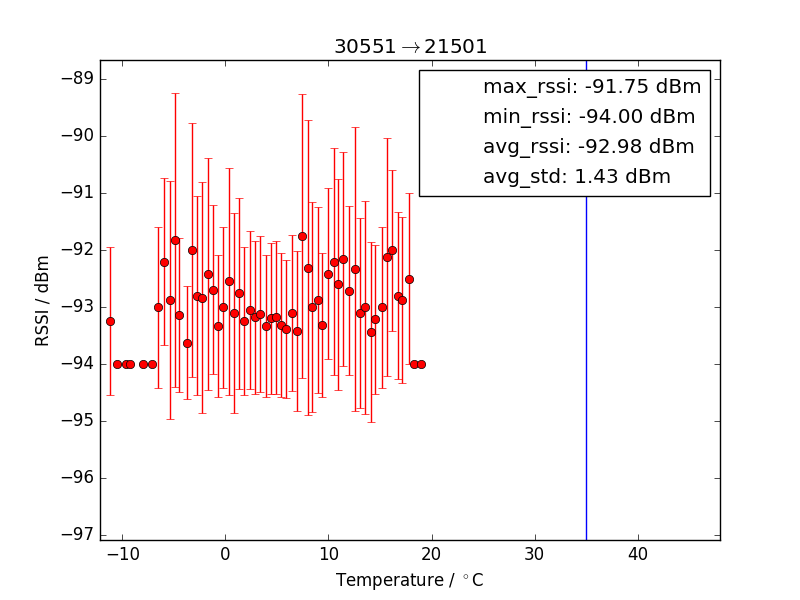 30551→21501
max_rssi: -91.75 dBm
min_rssi: -94.00 dBm
avg_rssi: -92.98 dBm
avg_std: 1.43 dBm
RSSI / dBm
−89
−90
−91
−92
−93
−94
−95
−96
−97
−10 0 10 20 30 40
Temperature / °C